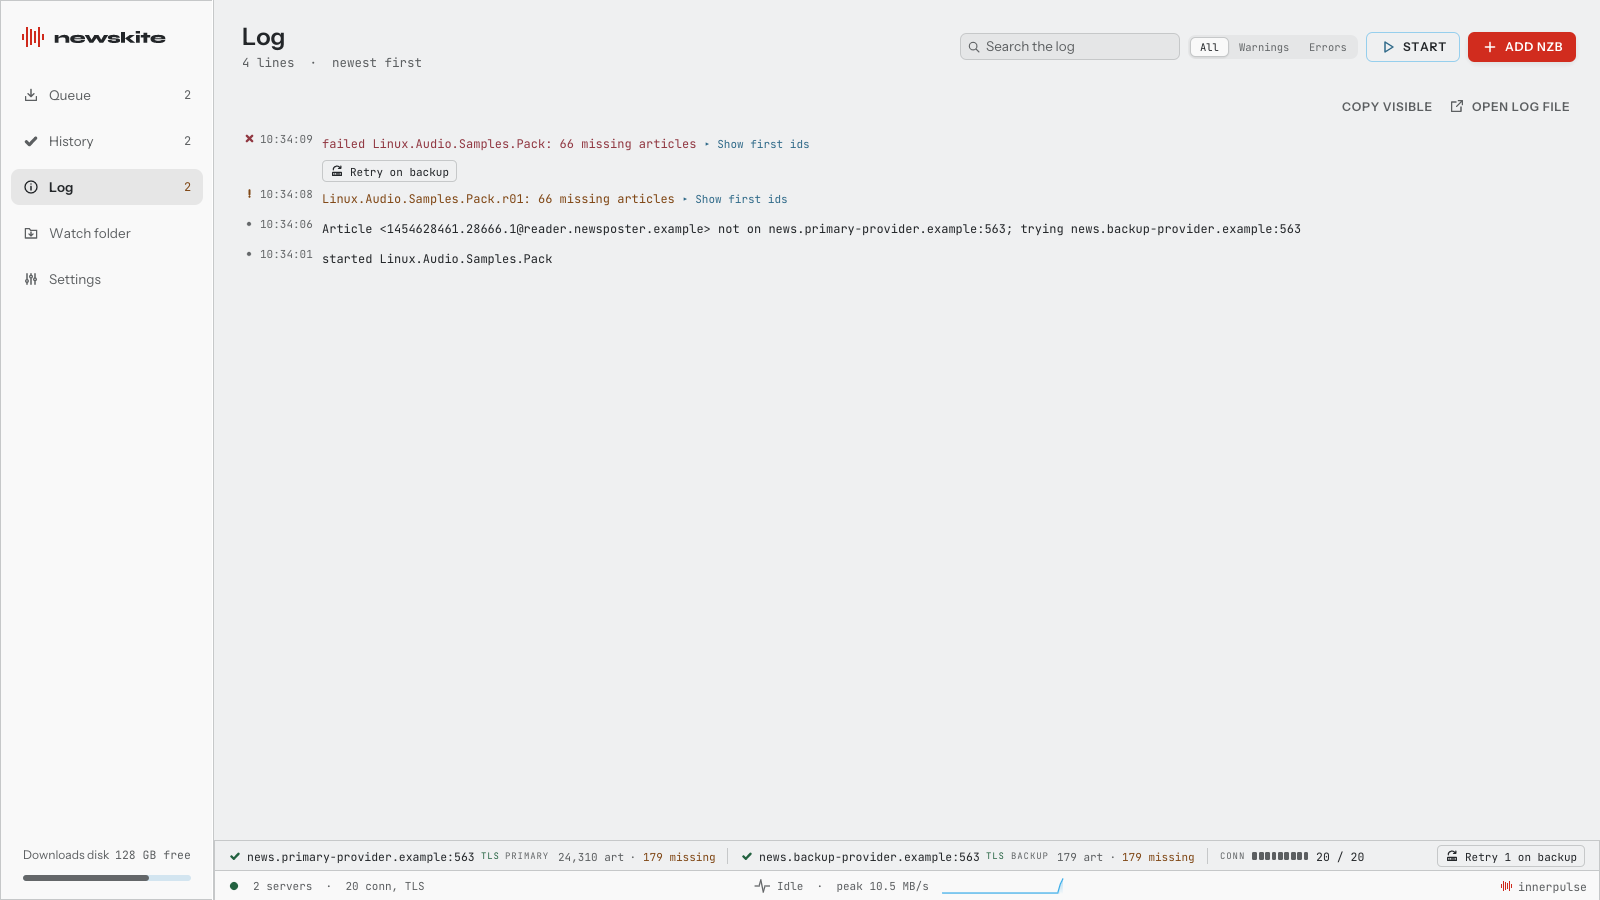 newskite
Queue 2
History 2
Log 2
Watch folder
Settings
Downloads disk 128 GB free
Log
4 lines · newest first
Search the log
All Warnings Errors
START
ADD NZB
COPY VISIBLE
OPEN LOG FILE
10:34:09 failed Linux.Audio.Samples.Pack: 66 missing articles ▸ Show first ids
Retry on backup
10:34:08 Linux.Audio.Samples.Pack.r01: 66 missing articles ▸ Show first ids
10:34:06 Article <1454628461.28666.1@reader.newsposter.example> not on news.primary-provider.example:563; trying news.backup-provider.example:563
10:34:01 started Linux.Audio.Samples.Pack
news.primary-provider.example:563 TLS PRIMARY 24,310 art · 179 missing
news.backup-provider.example:563 TLS BACKUP 179 art · 179 missing
CONN 20 / 20
Retry 1 on backup
2 servers · 20 conn, TLS
Idle · peak 10.5 MB/s
innerpulse